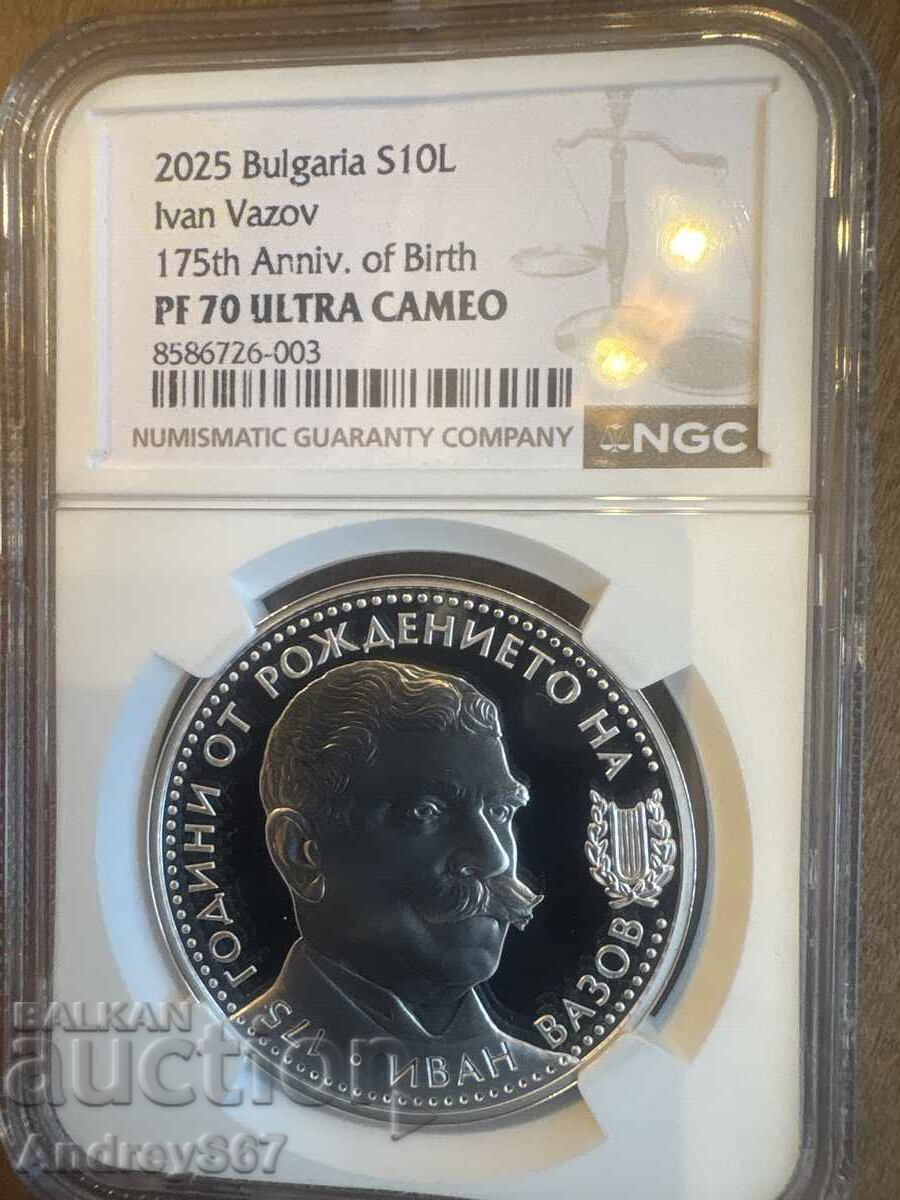 2025 Bulgaria S10L
Ivan Vazov
175th Anniv. of Birth
PF 70 ULTRA CAMEO
8586726-003
NUMISMATIC GUARANTY COMPANY
NGC
175 ГОДИНИ ОТ РОЖДЕНИЕТО НА
ИВАН ВАЗОВ
BALKAN
auction
Andrey867